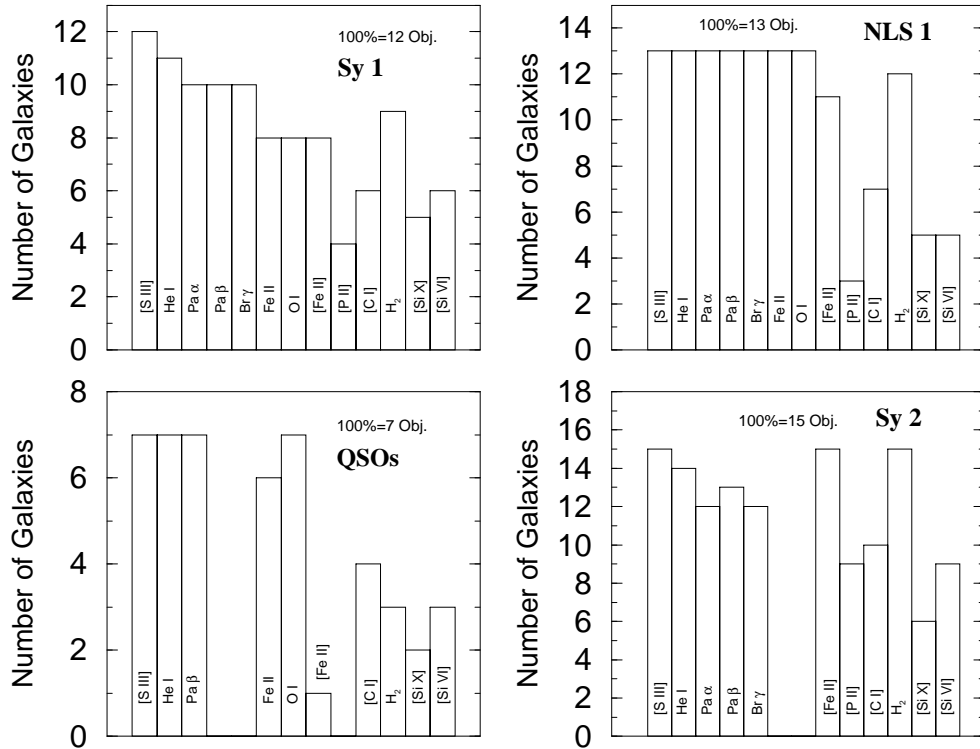 12
10
8
6
4
2
0
Number of Galaxies
100%=12 Obj.
Sy 1
[S III]
He I
Pa α
Pa β
Br γ
Fe II
O I
[Fe II]
[P II]
[C I]
H2
[Si X]
[Si VI]
14
12
10
8
6
4
2
0
Number of Galaxies
100%=13 Obj.
NLS 1
[S III]
He I
Pa α
Pa β
Br γ
Fe II
O I
[Fe II]
[P II]
[C I]
H2
[Si X]
[Si VI]
8
6
4
2
0
Number of Galaxies
100%=7 Obj.
QSOs
[S III]
He I
Pa β
Fe II
O I
[Fe II]
[C I]
H2
[Si X]
[Si VI]
18
16
14
12
10
8
6
4
2
0
Number of Galaxies
100%=15 Obj.
Sy 2
[S III]
He I
Pa α
Pa β
Br γ
[Fe II]
[P II]
[C I]
H2
[Si X]
[Si VI]